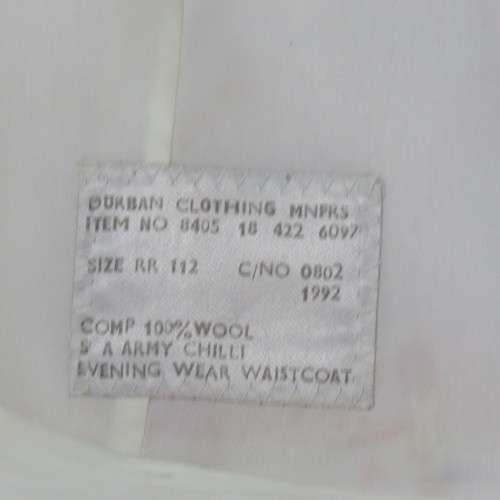 DURBAN CLOTHING MNFRS
ITEM NO 8405 18 422 6097
SIZE RR 112 C/NO 0802
1992
COMP 100% WOOL
S A ARMY CHILLI
EVENING WEAR WAISTCOAT